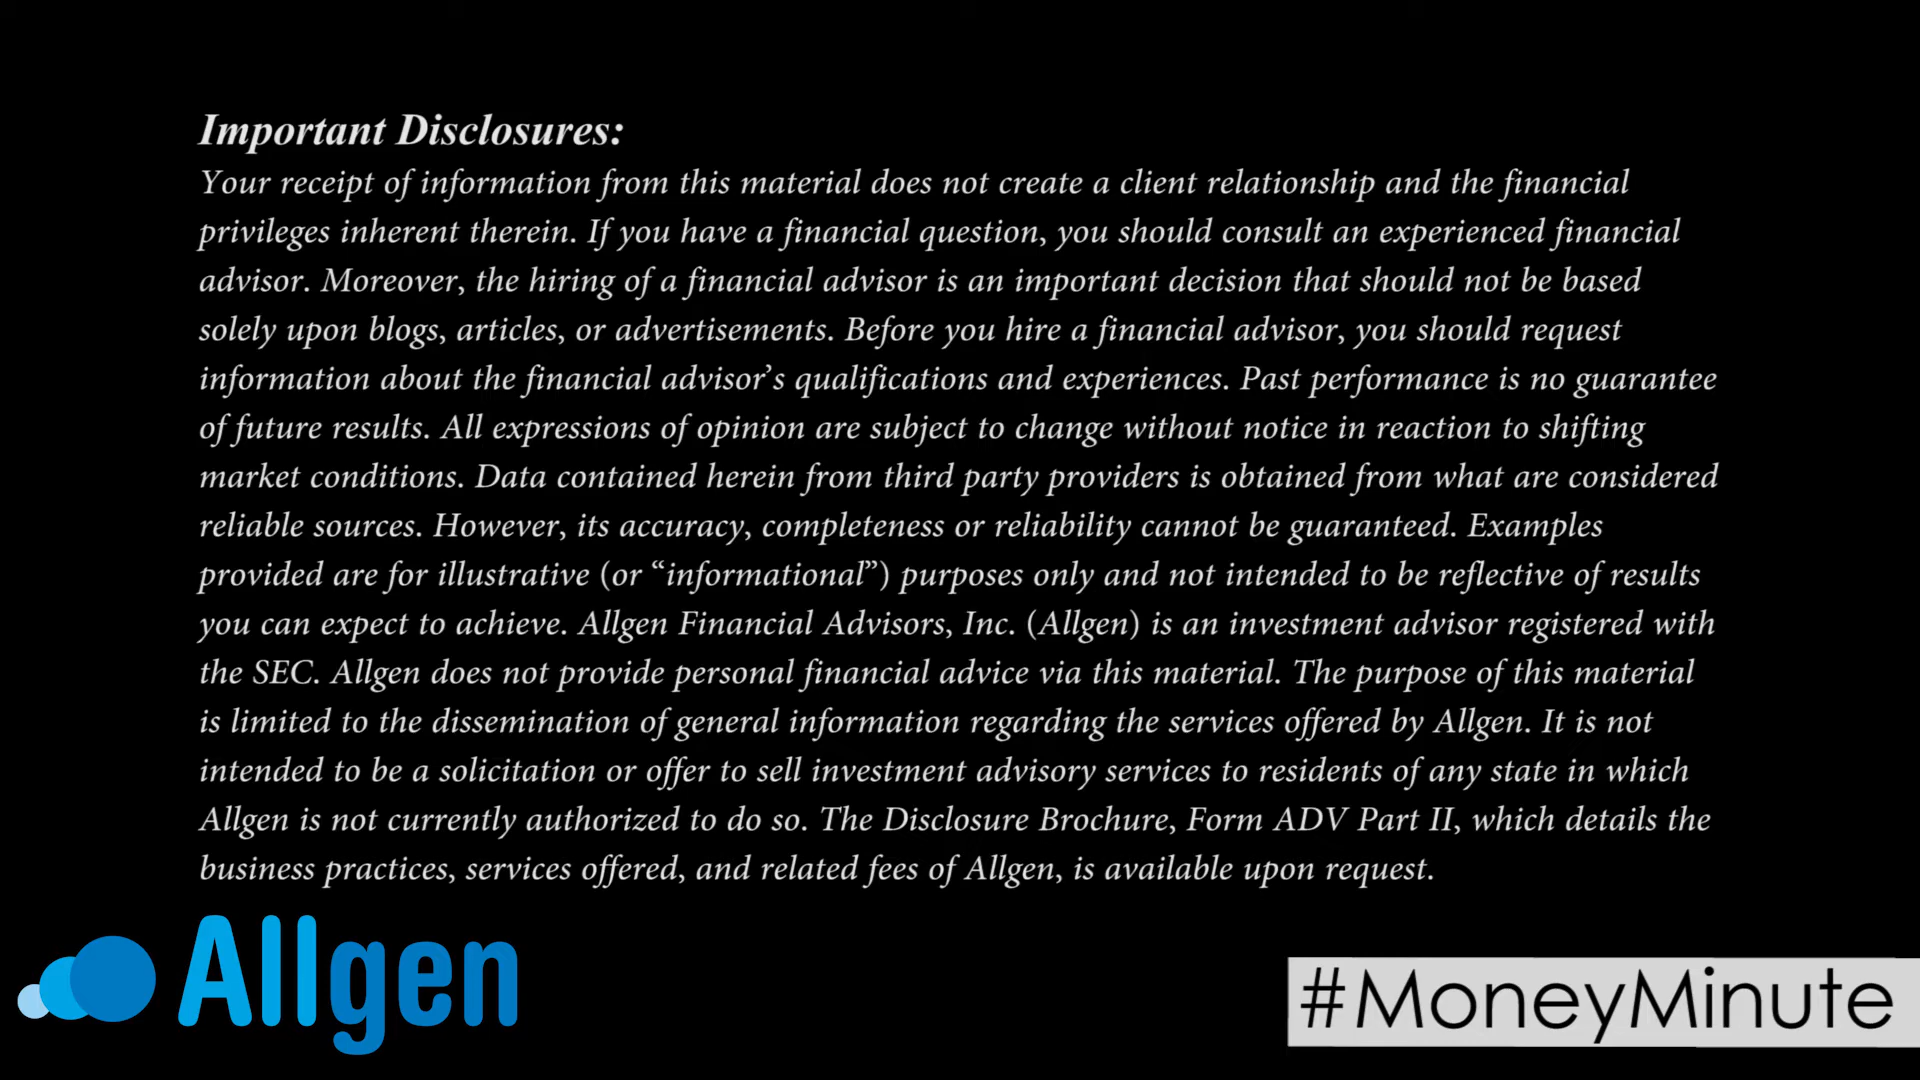 Important Disclosures:
Your receipt of information from this material does not create a client relationship and the financial
privileges inherent therein. If you have a financial question, you should consult an experienced financial
advisor. Moreover, the hiring of a financial advisor is an important decision that should not be based
solely upon blogs, articles, or advertisements. Before you hire a financial advisor, you should request
information about the financial advisor’s qualifications and experiences. Past performance is no guarantee
of future results. All expressions of opinion are subject to change without notice in reaction to shifting
market conditions. Data contained herein from third party providers is obtained from what are considered
reliable sources. However, its accuracy, completeness or reliability cannot be guaranteed. Examples
provided are for illustrative (or “informational”) purposes only and not intended to be reflective of results
you can expect to achieve. Allgen Financial Advisors, Inc. (Allgen) is an investment advisor registered with
the SEC. Allgen does not provide personal financial advice via this material. The purpose of this material
is limited to the dissemination of general information regarding the services offered by Allgen. It is not
intended to be a solicitation or offer to sell investment advisory services to residents of any state in which
Allgen is not currently authorized to do so. The Disclosure Brochure, Form ADV Part II, which details the
business practices, services offered, and related fees of Allgen, is available upon request.
Allgen
#MoneyMinute